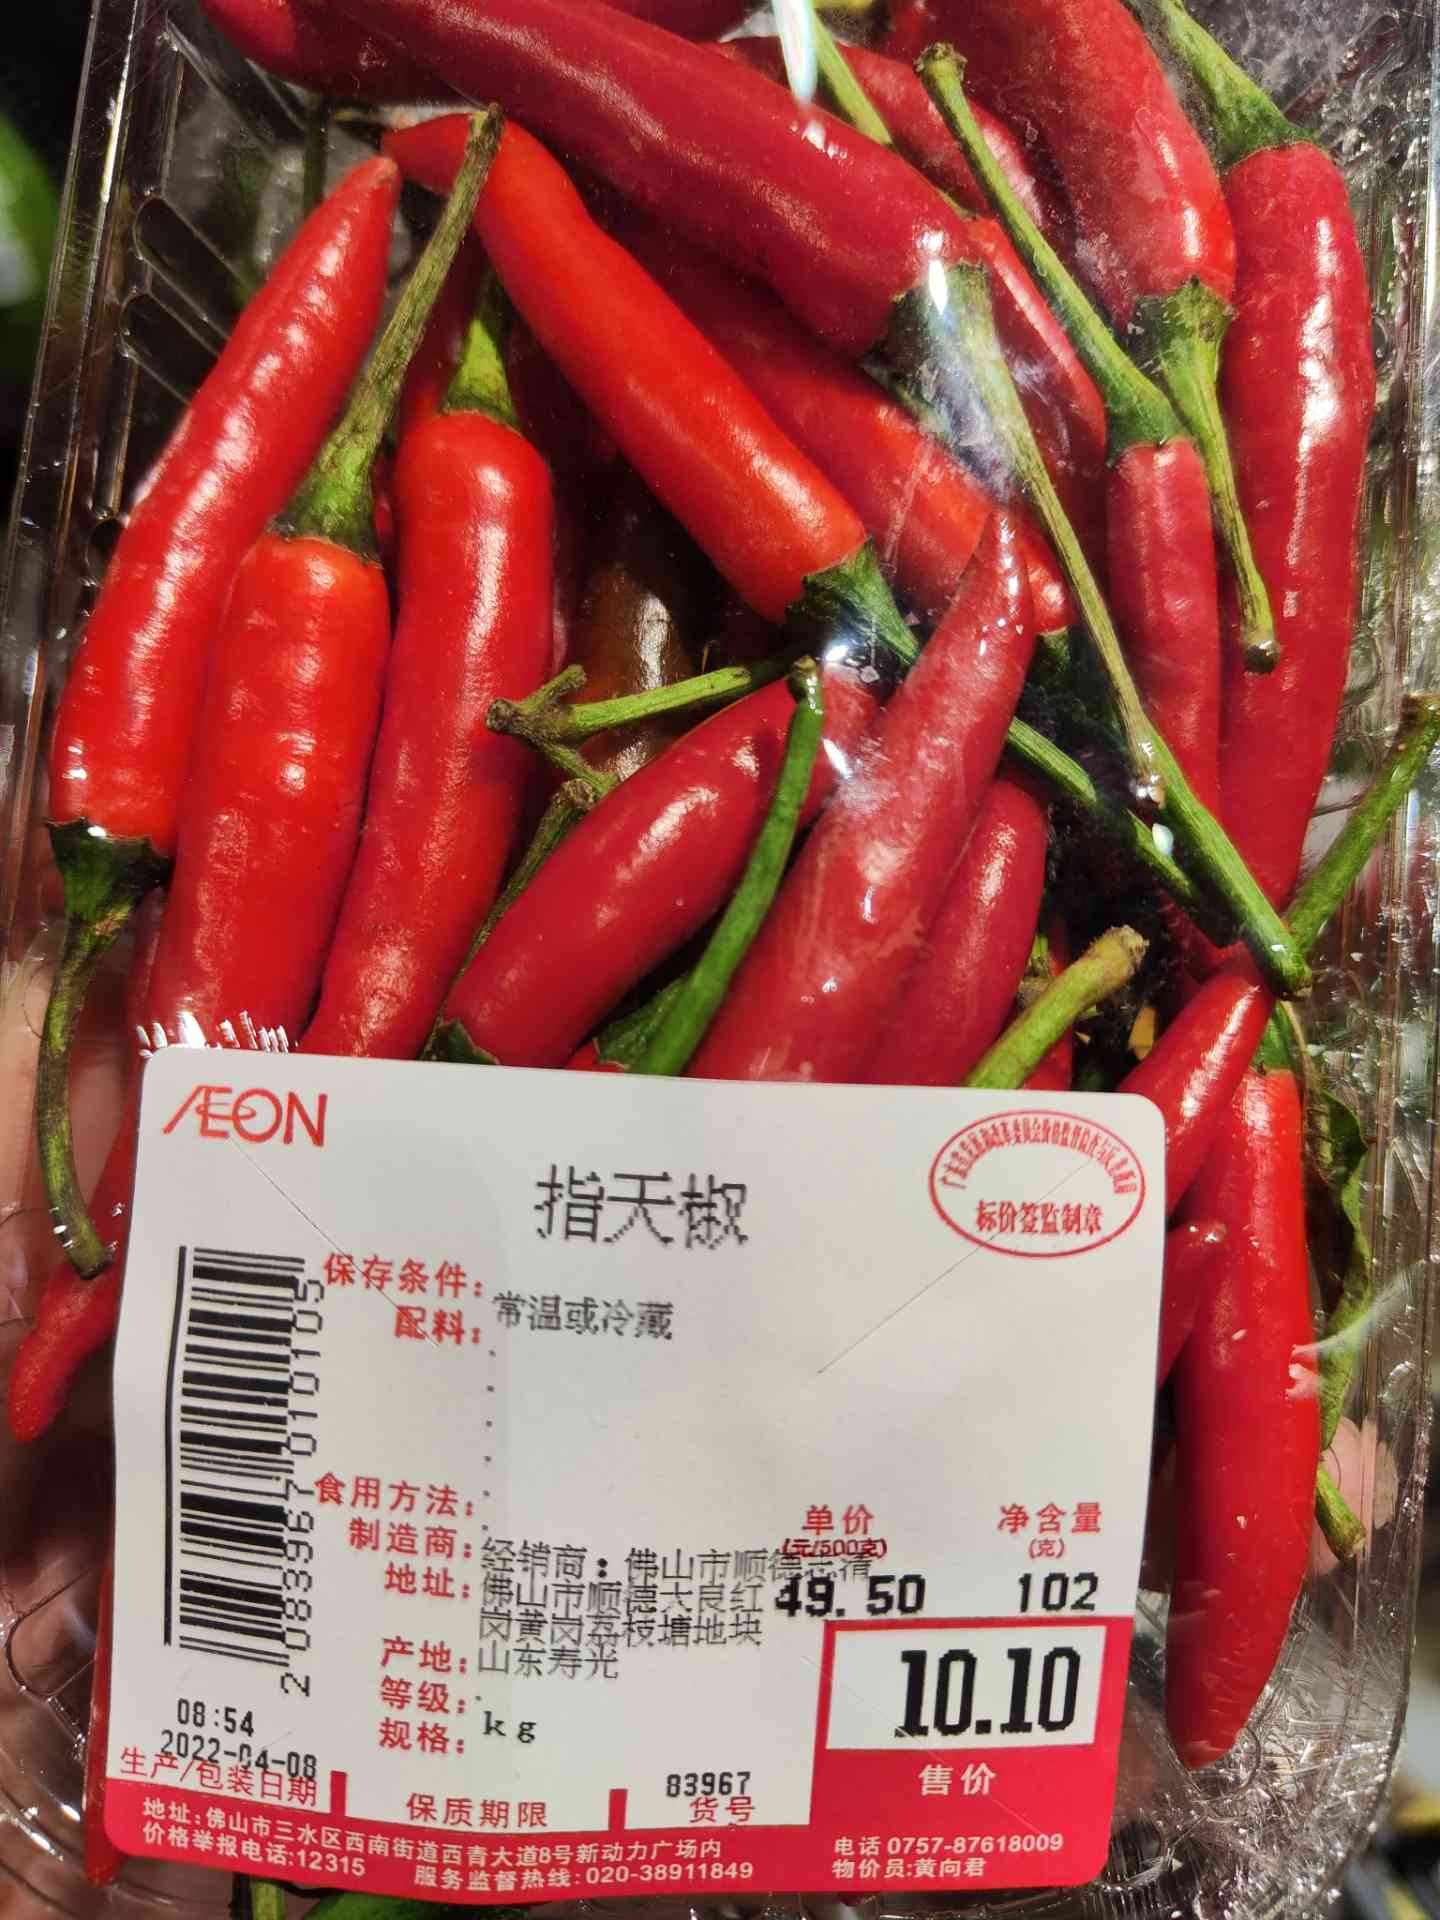 ÆON
指天椒
标价签监制章
保存条件: 常温或冷藏
配料:
食用方法:
制造商: 经销商:佛山市顺德志清
地址: 佛山市顺德大良红
岗黄岗荔枝塘地块
产地: 山东寿光
等级:
规格: kg
单价 净含量
(元/500克) (克)
49.50 102
10.10
售价
2083967010105
08:54
2022-04-08
生产/包装日期
保质期限
83967
货号
地址:佛山市三水区西南街道西青大道8号新动力广场内 电话 0757-87618009
价格举报电话:12315 服务监督热线:020-38911849 物价员:黄向君